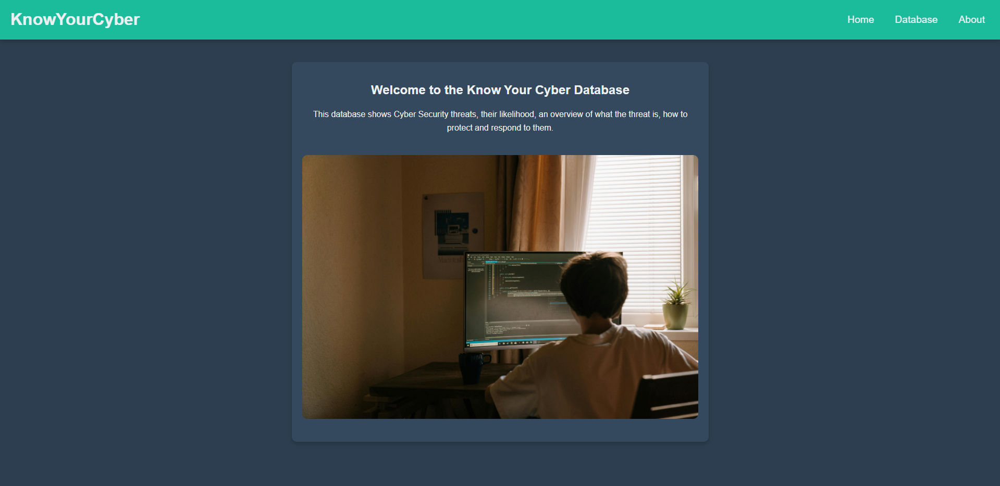 KnowYourCyber
Home
Database
About
Welcome to the Know Your Cyber Database
This database shows Cyber Security threats, their likelihood, an overview of what the threat is, how to
protect and respond to them.